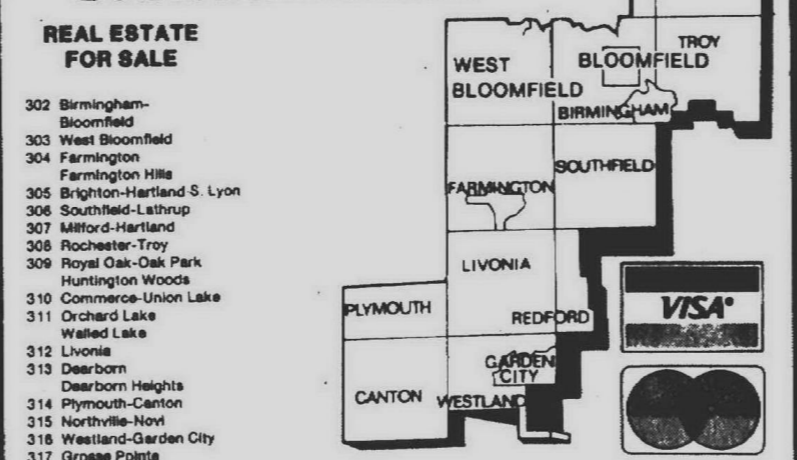 REAL ESTATE
FOR SALE
302 Birmingham-
Bloomfield
303 West Bloomfield
304 Farmington
Farmington Hills
305 Brighton-Hartland S. Lyon
306 Southfield-Lathrup
307 Milford-Hartland
308 Rochester-Troy
309 Royal Oak-Oak Park
Huntington Woods
310 Commerce-Union Lake
311 Orchard Lake
Walled Lake
312 Livonia
313 Dearborn
Dearborn Heights
314 Plymouth-Canton
315 Northville-Novi
316 Westland-Garden City
317 Grosse Pointe
TROY
WEST
BLOOMFIELD
BLOOMFIELD
BIRMINGHAM
SOUTHFIELD
FARMINGTON
LIVONIA
PLYMOUTH
REDFORD
GARDEN
CITY
CANTON
WESTLAND
VISA®